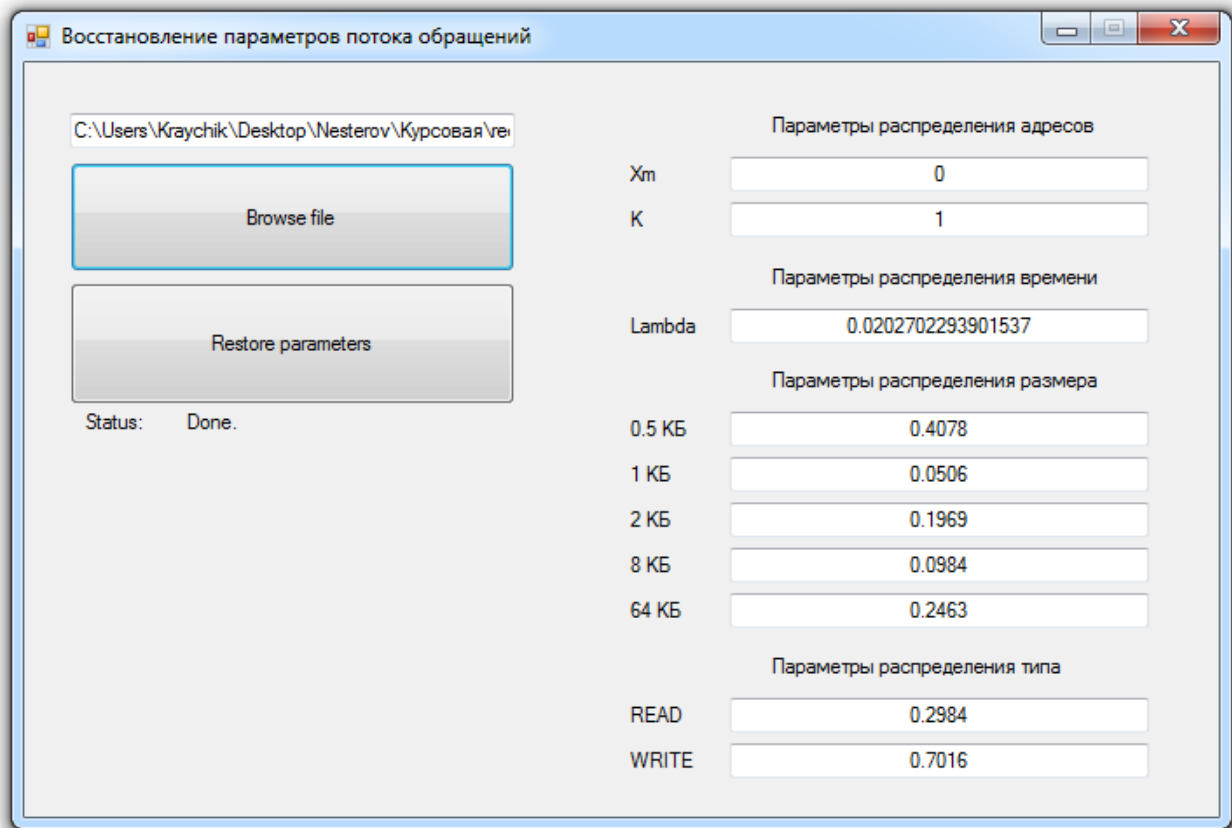 Восстановление параметров потока обращений
C:\Users\Kraychik\Desktop\Nesterov\Курсовая\
Browse file
Restore parameters
Status: Done.
Параметры распределения адресов
Xm 0
K 1
Параметры распределения времени
Lambda 0.0202702293901537
Параметры распределения размера
0.5 КБ 0.4078
1 КБ 0.0506
2 КБ 0.1969
8 КБ 0.0984
64 КБ 0.2463
Параметры распределения типа
READ 0.2984
WRITE 0.7016